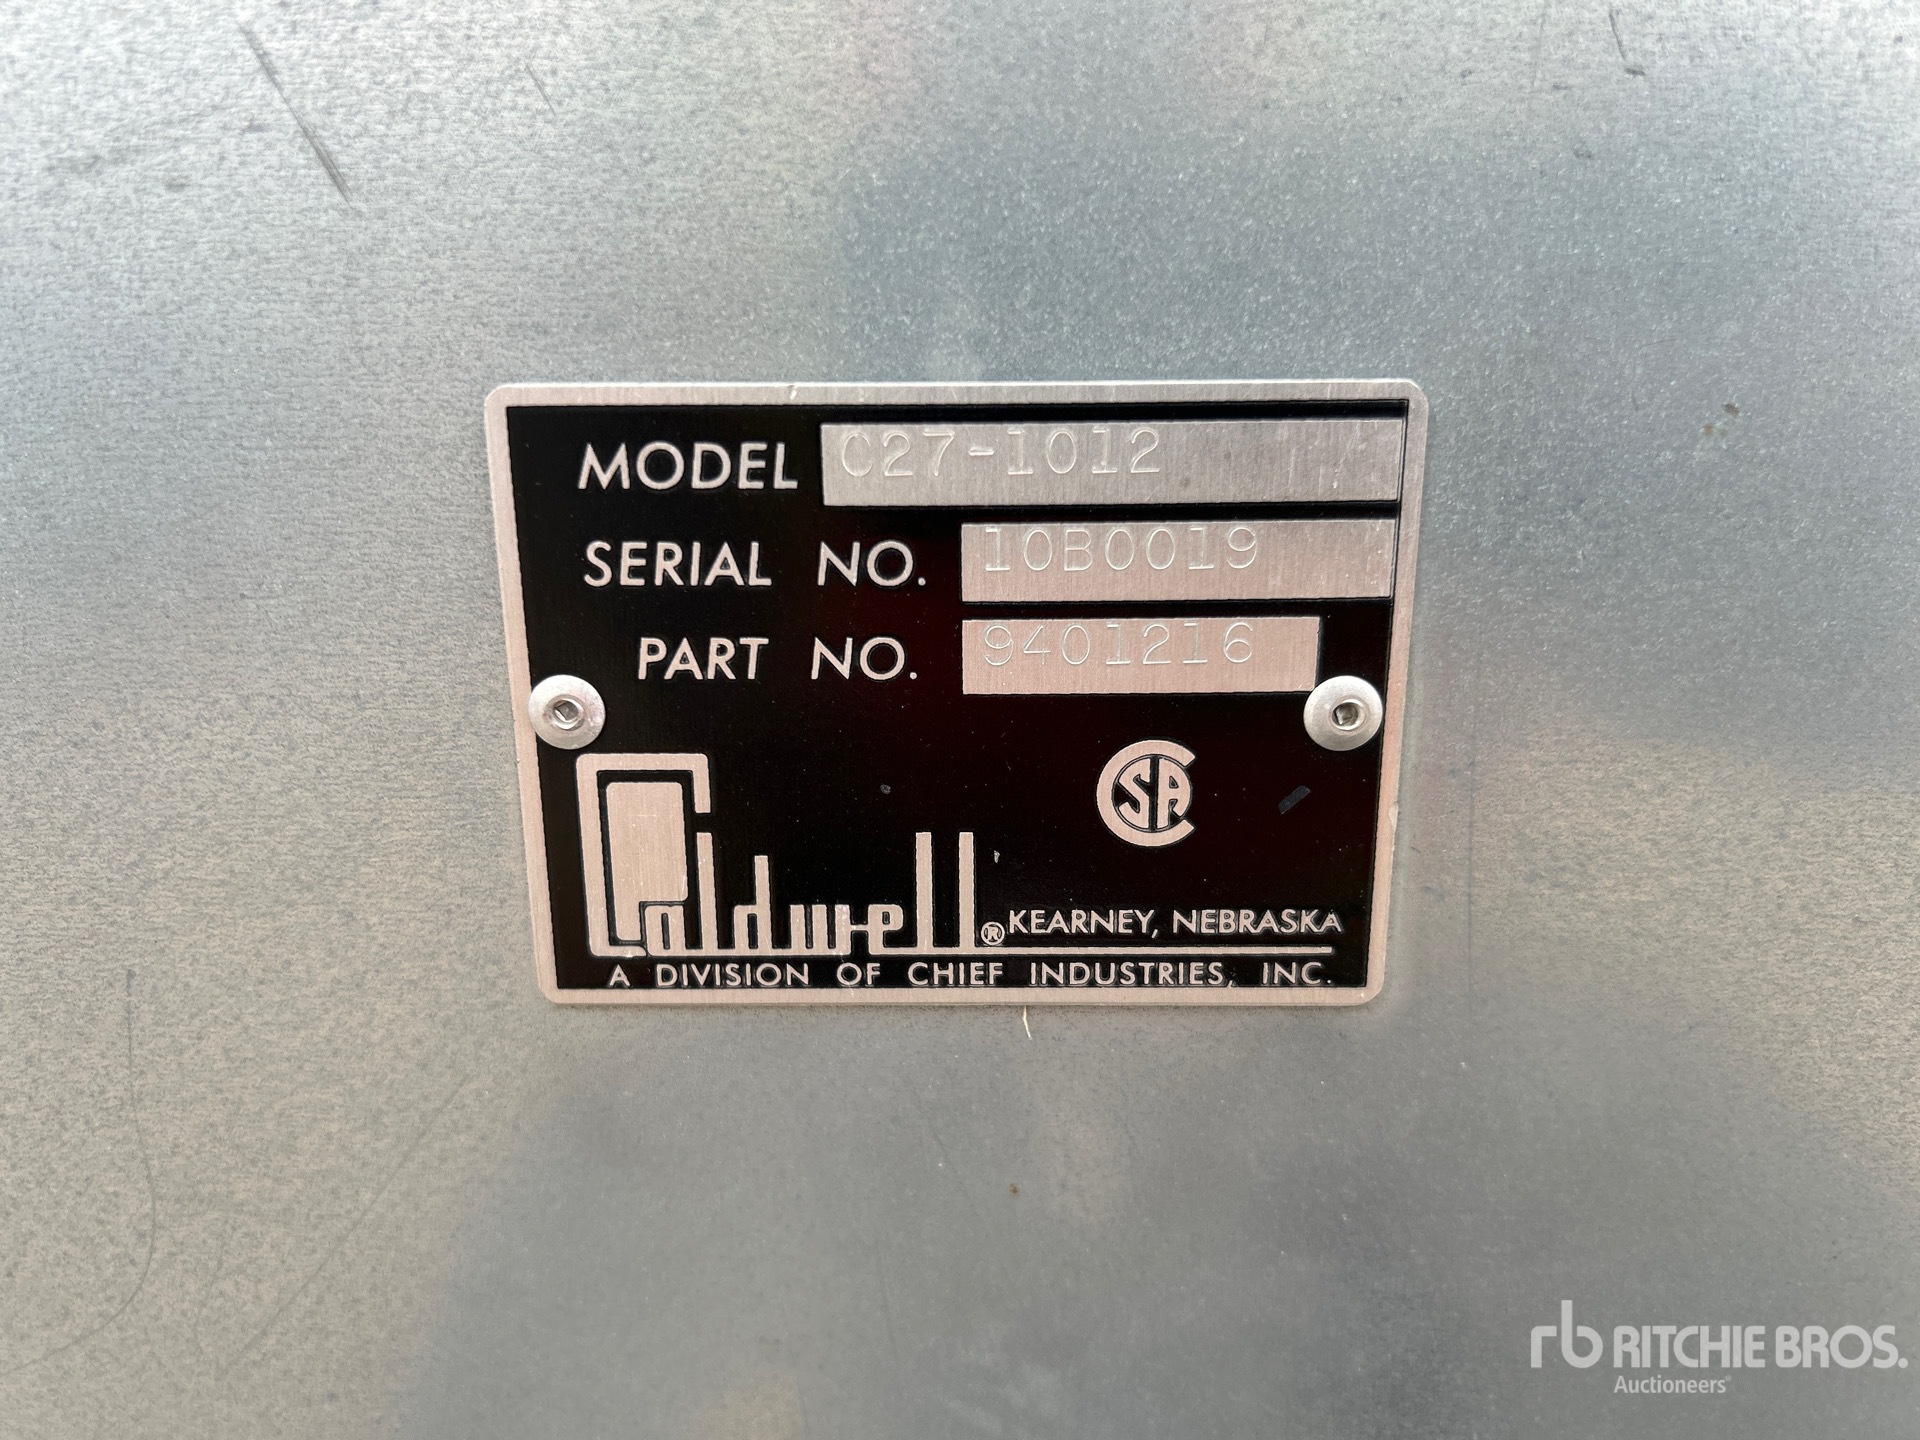 MODEL C27-1012
SERIAL NO. 10B0019
PART NO. 9401216
CSA
Caldwell® KEARNEY, NEBRASKA
A DIVISION OF CHIEF INDUSTRIES, INC.
rb RITCHIE BROS.
Auctioneers